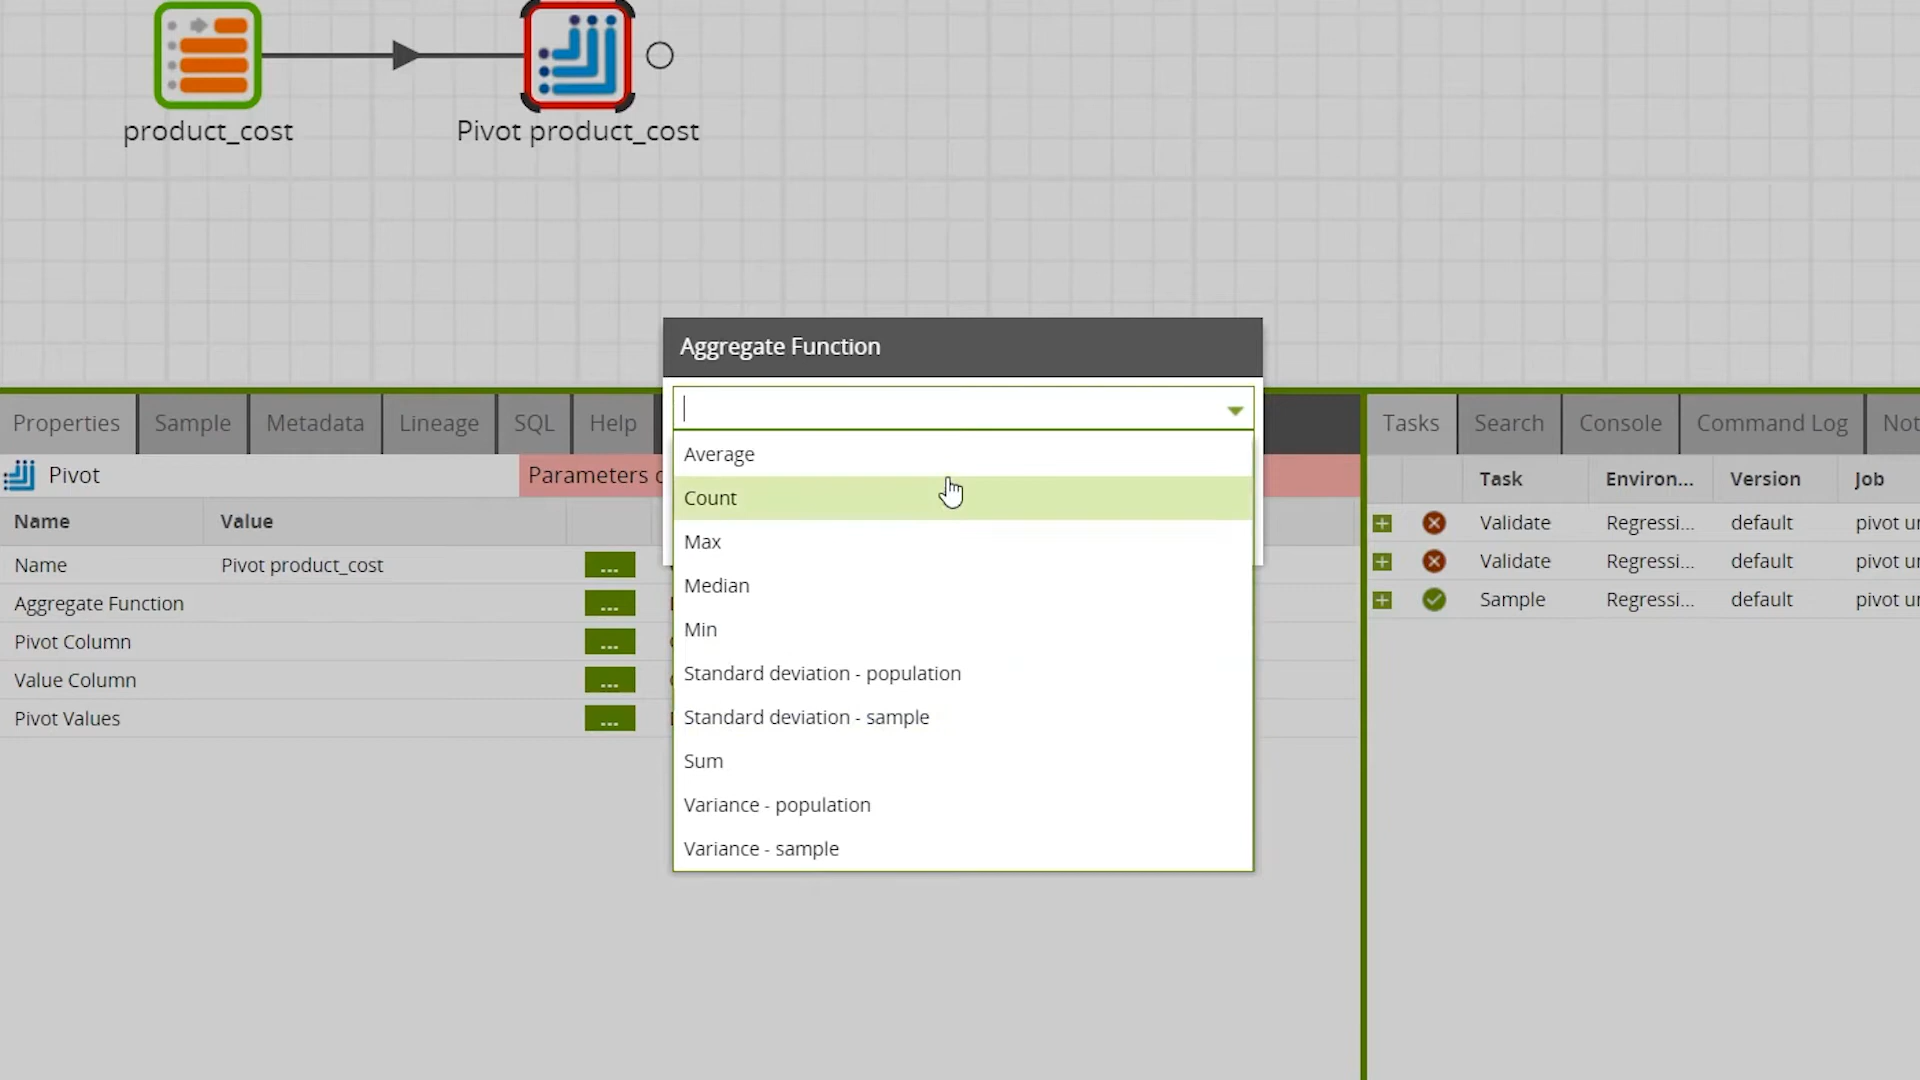 product_cost
Pivot product_cost
Aggregate Function
Average
Count
Max
Median
Min
Standard deviation - population
Standard deviation - sample
Sum
Variance - population
Variance - sample
Properties Sample Metadata Lineage SQL Help
Pivot Parameters
Name Value
Name Pivot product_cost ...
Aggregate Function ...
Pivot Column ...
Value Column ...
Pivot Values ...
Tasks Search Console Command Log
Task Environ... Version Job
Validate Regressi... default pivot
Validate Regressi... default pivot
Sample Regressi... default pivot